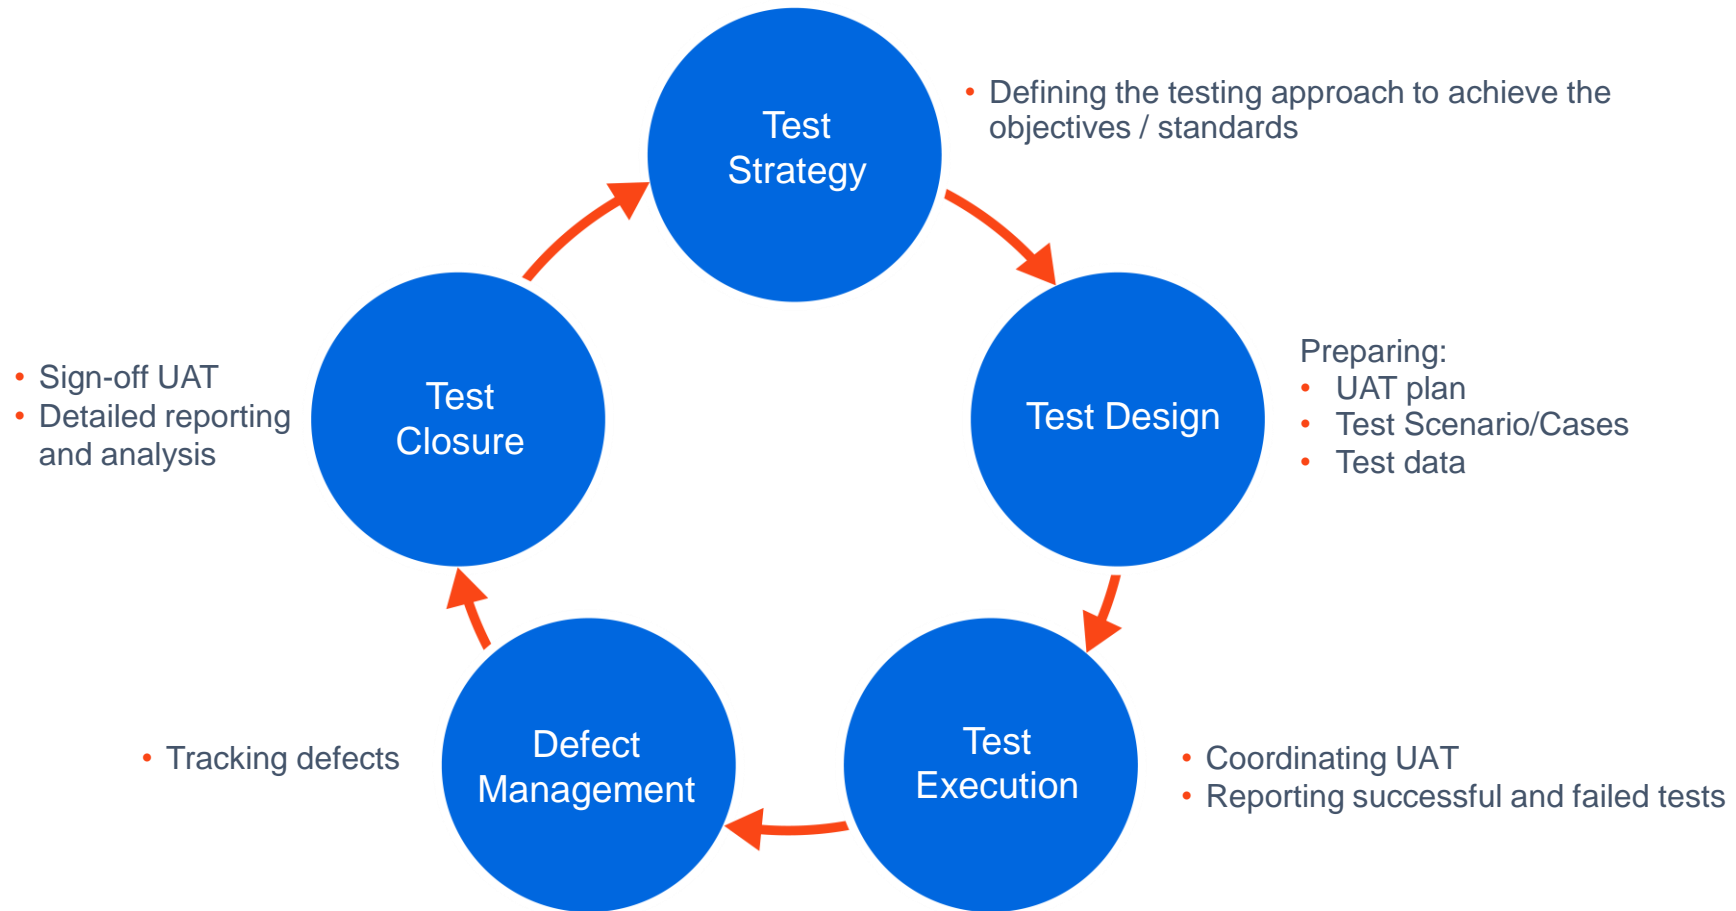 Test
Strategy
• Defining the testing approach to achieve the
objectives / standards
Test Design
Preparing:
• UAT plan
• Test Scenario/Cases
• Test data
Test
Execution
• Coordinating UAT
• Reporting successful and failed tests
Defect
Management
• Tracking defects
Test
Closure
• Sign-off UAT
• Detailed reporting
and analysis